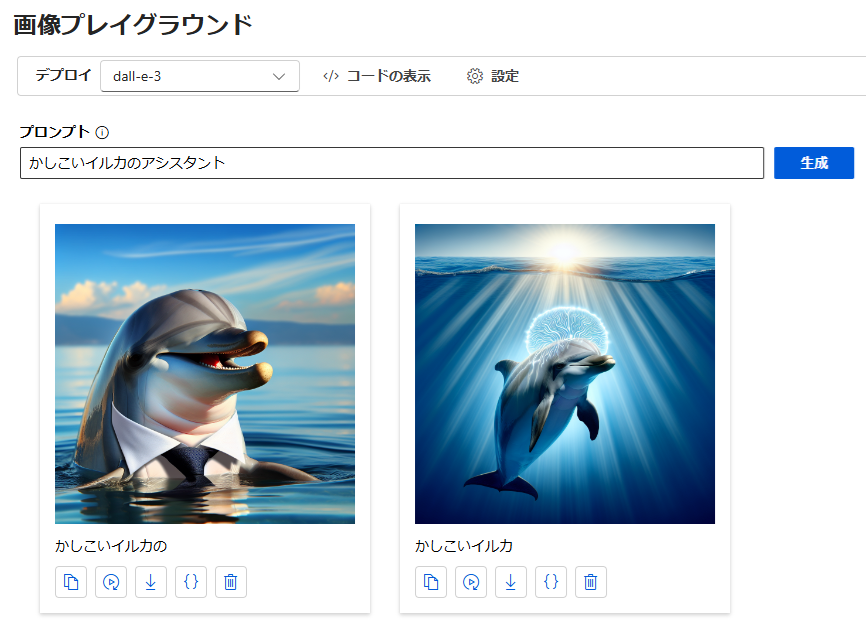 画像プレイグラウンド
デプロイ dall-e-3 </> コードの表示 設定
プロンプト
かしこいイルカのアシスタント 生成
かしこいイルカの かしこいイルカ